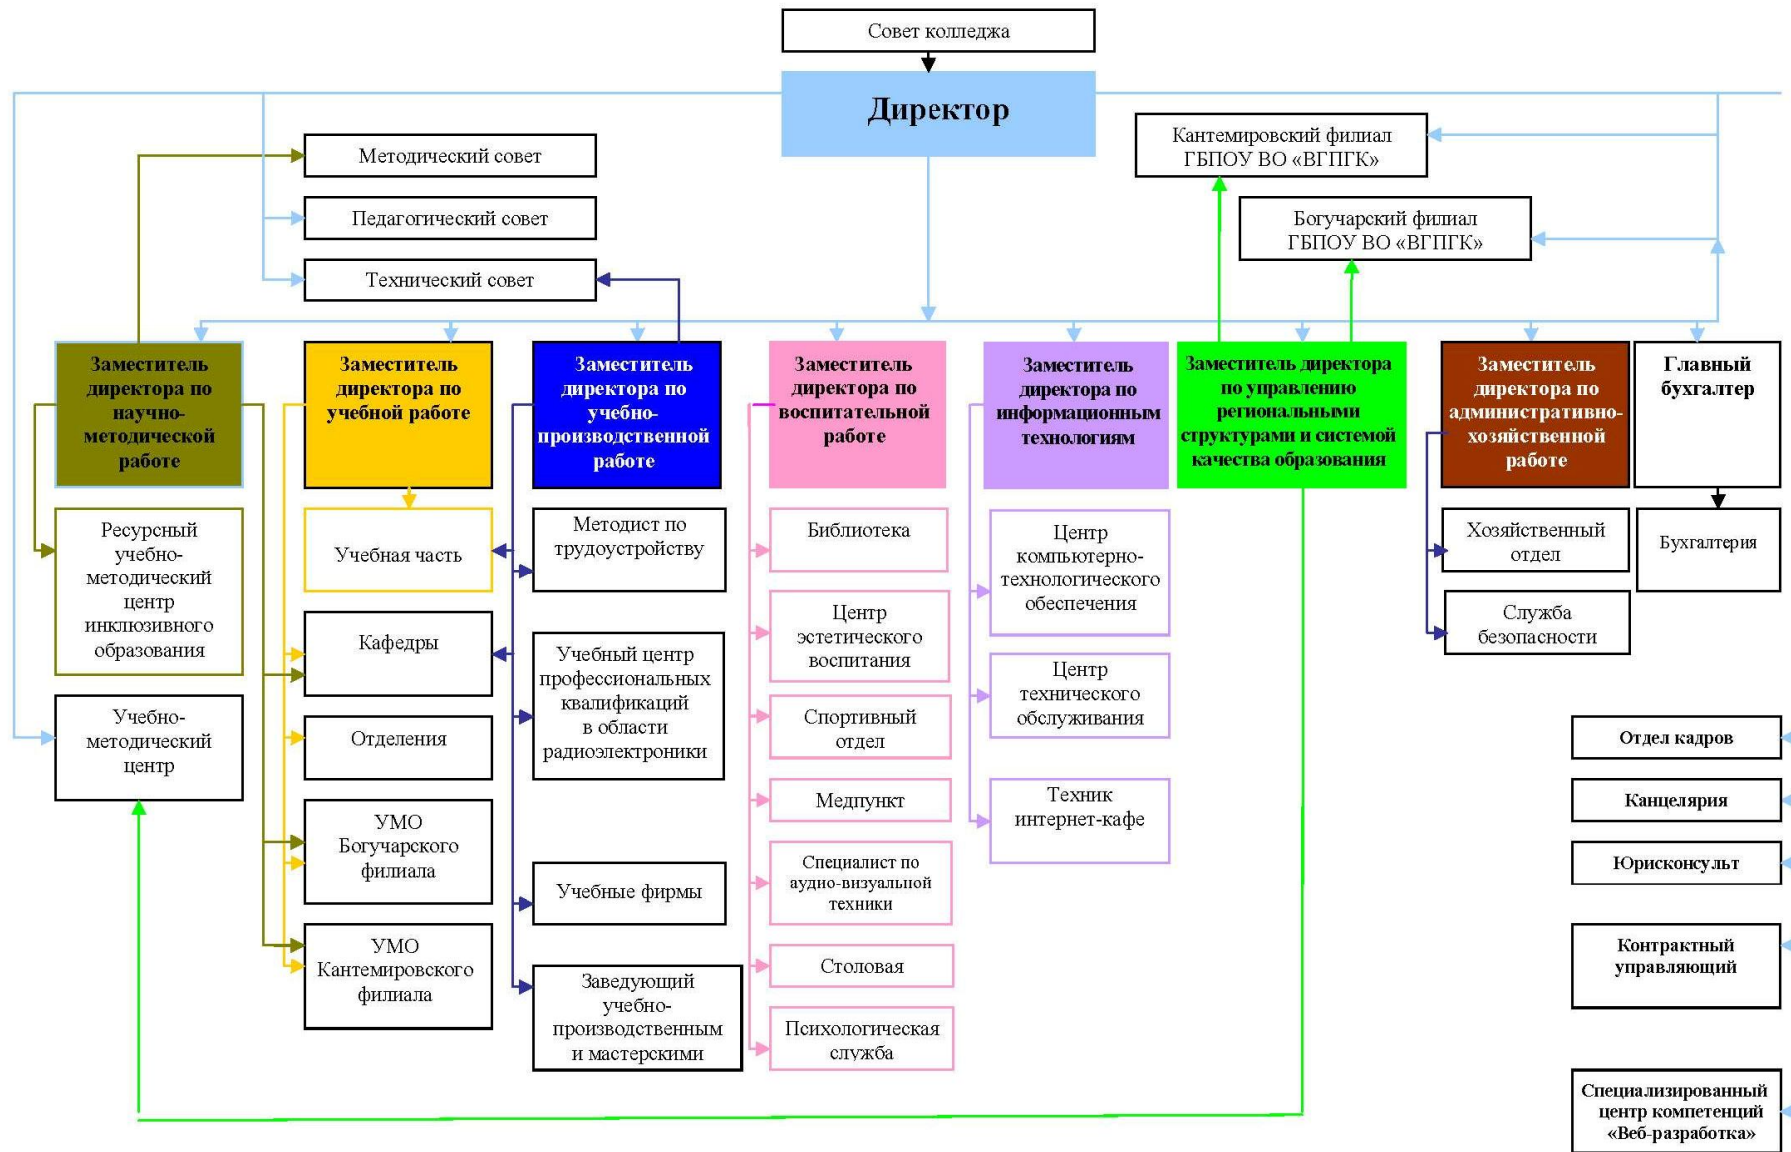 Совет колледжа
Директор
Кантемировский филиал
ГБПОУ ВО «ВГПГК»
Методический совет
Педагогический совет
Богучарский филиал
ГБПОУ ВО «ВГПГК»
Технический совет
Заместитель
директора по
научно-
методической
работе
Заместитель
директора по
учебной работе
Заместитель
директора по
учебно-
производственной
работе
Заместитель
директора по
воспитательной
работе
Заместитель
директора по
информационным
технологиям
Заместитель директора
по управлению
региональными
структурами и системой
качества образования
Заместитель
директора по
административно-
хозяйственной
работе
Главный
бухгалтер
Ресурсный
учебно-
методический
центр
инклюзивного
образования
Учебно-
методический
центр
Учебная часть
Кафедры
Отделения
УМО
Богучарского
филиала
УМО
Кантемировского
филиала
Методист по
трудоустройству
Учебный центр
профессиональных
квалификаций
в области
радиоэлектроники
Учебные фирмы
Заведующий
учебно-
производственным
и мастерскими
Библиотека
Центр
эстетического
воспитания
Спортивный
отдел
Медпункт
Специалист по
аудио-визуальной
техники
Столовая
Психологическая
служба
Центр
компьютерно-
технологического
обеспечения
Центр
технического
обслуживания
Техник
интернет-кафе
Хозяйственный
отдел
Служба
безопасности
Бухгалтерия
Отдел кадров
Канцелярия
Юрисконсульт
Контрактный
управляющий
Специализированный
центр компетенций
«Веб-разработка»